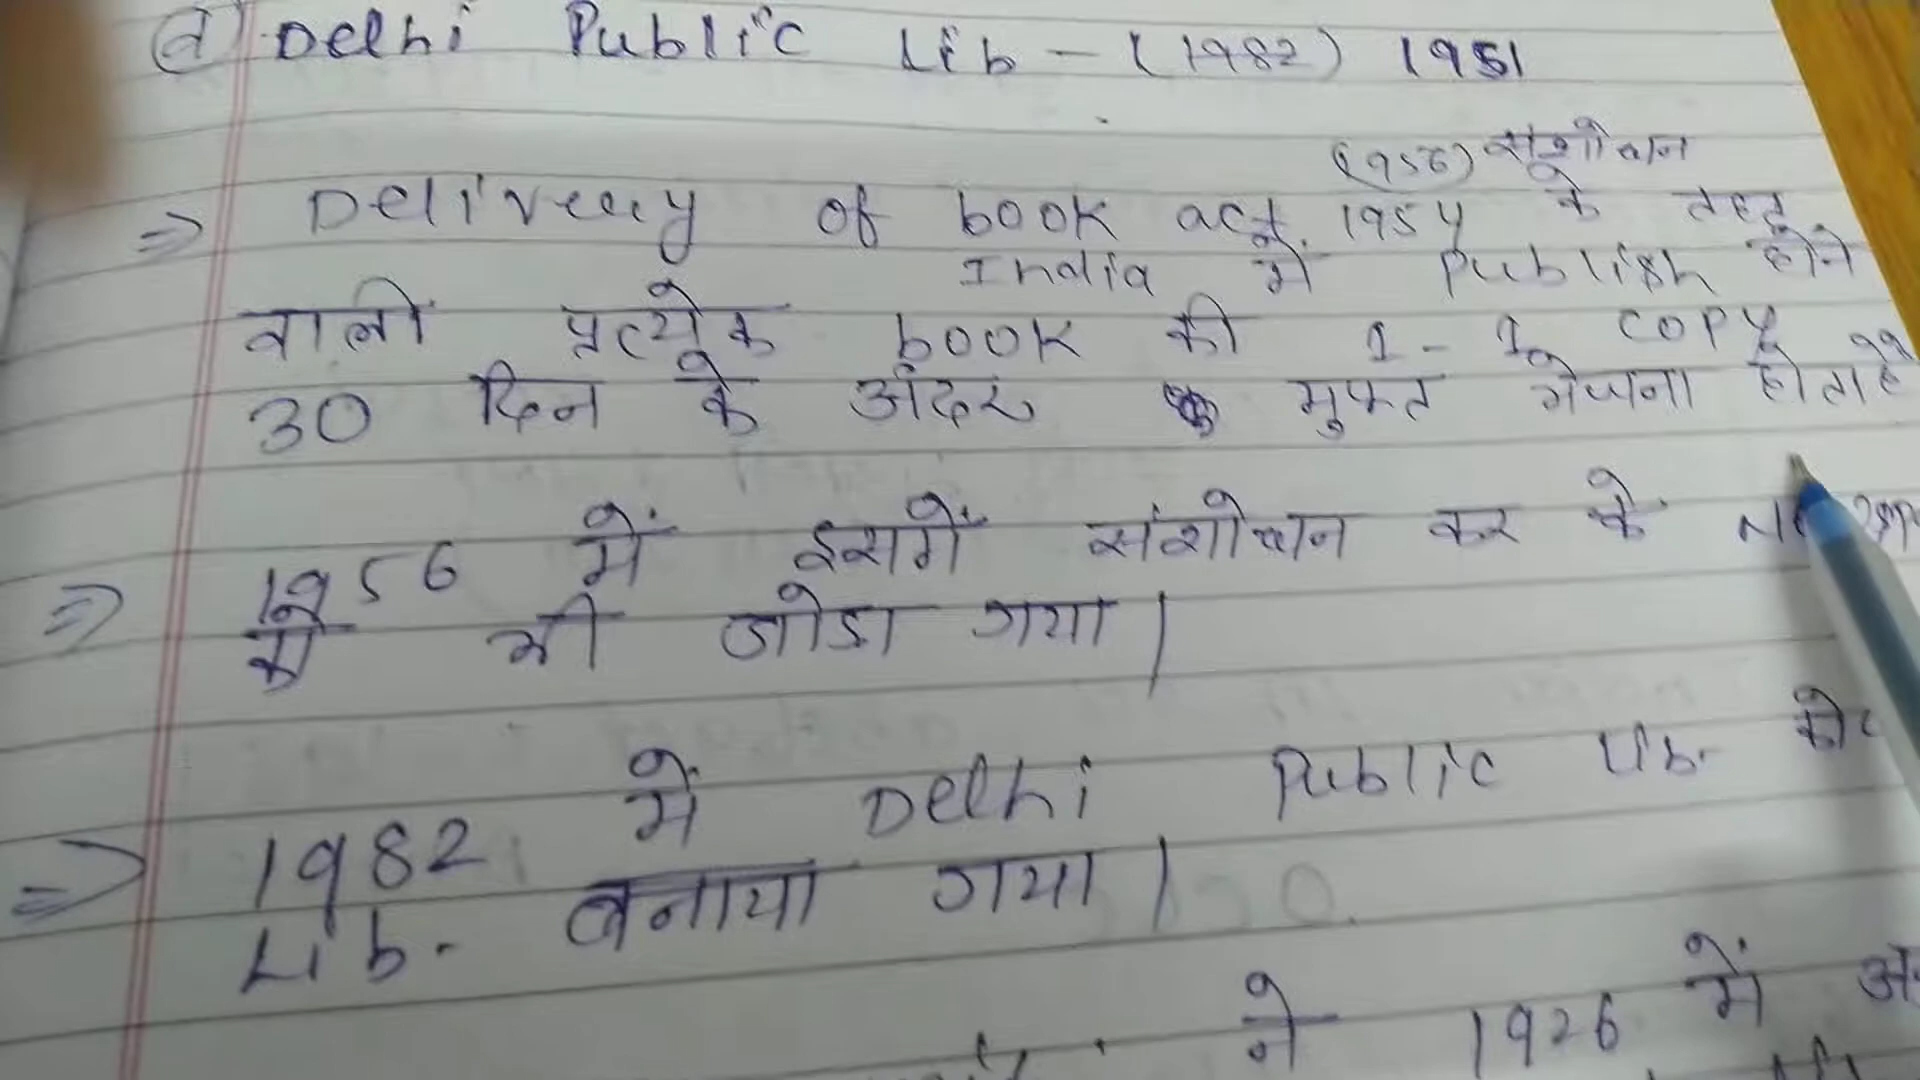 d Delhi Public Lib - (1982) 1951
(1956) संशोधन
⇒ Delivery of book act 1954 के तहत
India में Publish होने
वाली प्रत्येक book की 1-1 copy
30 दिन के अंदर मुफ्त भेजना होता है
⇒ 1956 में इसमें संशोधन कर के
को भी जोडा गया |
⇒ 1982 में Delhi Public Lib. को
Lib. बनाया गया |
ने 1926 में